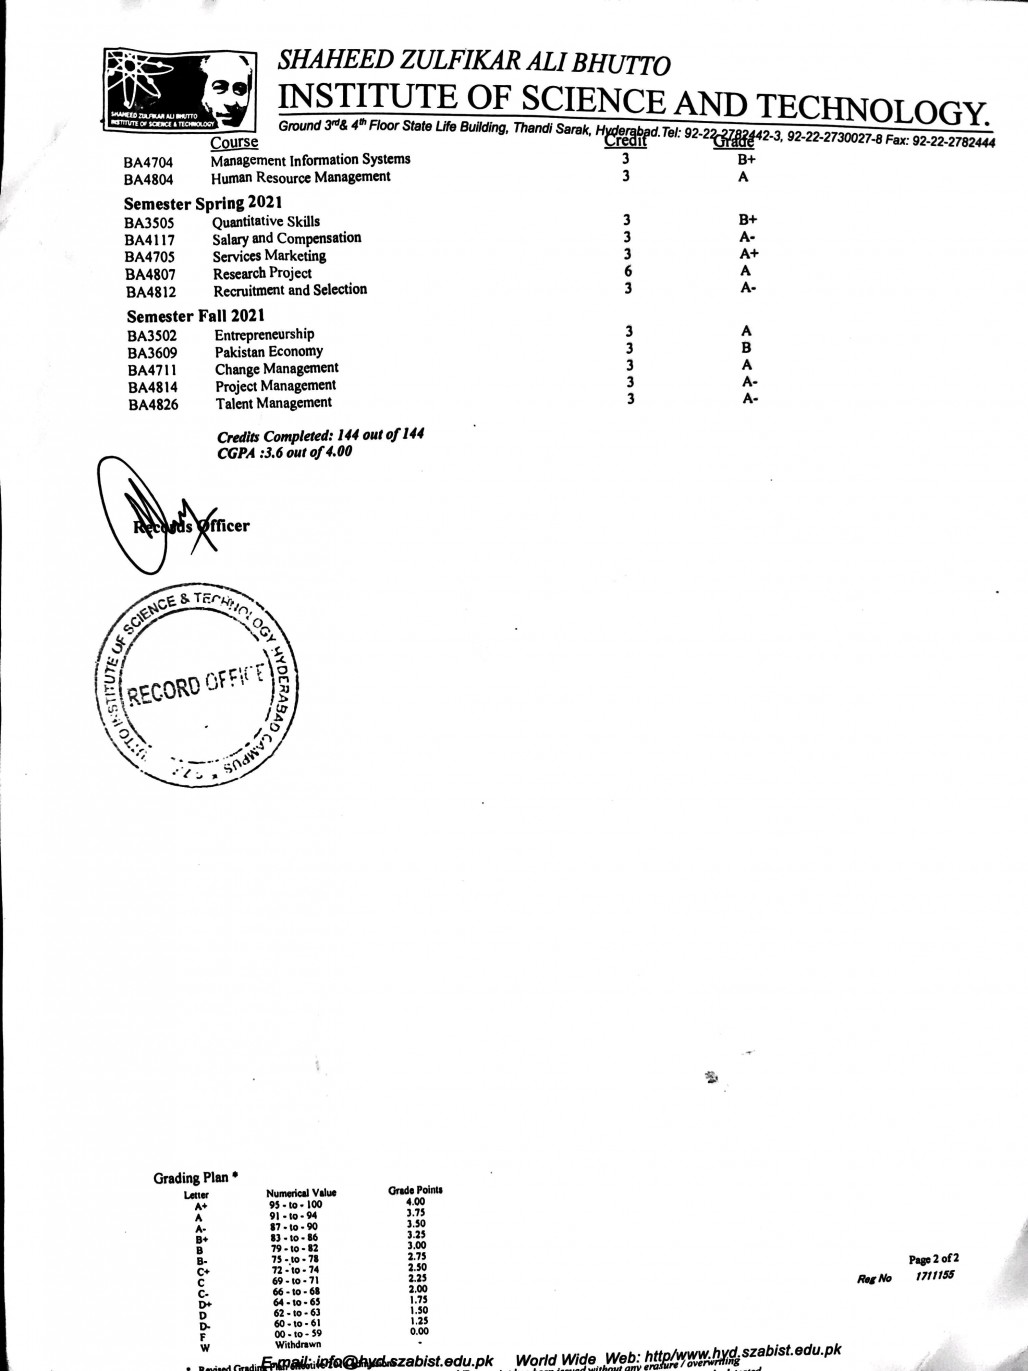 SHAHEED ZULFIKAR ALI BHUTTO
INSTITUTE OF SCIENCE & TECHNOLOGY
SHAHEED ZULFIKAR ALI BHUTTO
INSTITUTE OF SCIENCE AND TECHNOLOGY.
Ground 3rd & 4th Floor State Life Building, Thandi Sarak, Hyderabad. Tel: 92-22-2782442-3, 92-22-2730027-8 Fax: 92-22-2782444
Course Credit Grade
BA4704 Management Information Systems 3 B+
BA4804 Human Resource Management 3 A
Semester Spring 2021
BA3505 Quantitative Skills 3 B+
BA4117 Salary and Compensation 3 A-
BA4705 Services Marketing 3 A+
BA4807 Research Project 6 A
BA4812 Recruitment and Selection 3 A-
Semester Fall 2021
BA3502 Entrepreneurship 3 A
BA3609 Pakistan Economy 3 B
BA4711 Change Management 3 A
BA4814 Project Management 3 A-
BA4826 Talent Management 3 A-
Credits Completed: 144 out of 144
CGPA :3.6 out of 4.00
Records Officer
INSTITUTE OF SCIENCE & TECHNOLOGY HYDERABAD CAMPUS *
RECORD OFFICE
Grading Plan *
Letter Numerical Value Grade Points
A+ 95 - to - 100 4.00
A 91 - to - 94 3.75
A- 87 - to - 90 3.50
B+ 83 - to - 86 3.25
B 79 - to - 82 3.00
B- 75 - to - 78 2.75
C+ 72 - to - 74 2.50
C 69 - to - 71 2.25
C- 66 - to - 68 2.00
D+ 64 - to - 65 1.75
D 62 - to - 63 1.50
D- 60 - to - 61 1.25
F 00 - to - 59 0.00
W Withdrawn -
Page 2 of 2
Reg No 1711155
E-mail: info@hyd.szabist.edu.pk World Wide Web: http/www.hyd.szabist.edu.pk
* Revised Grading without any erasure / overwriting